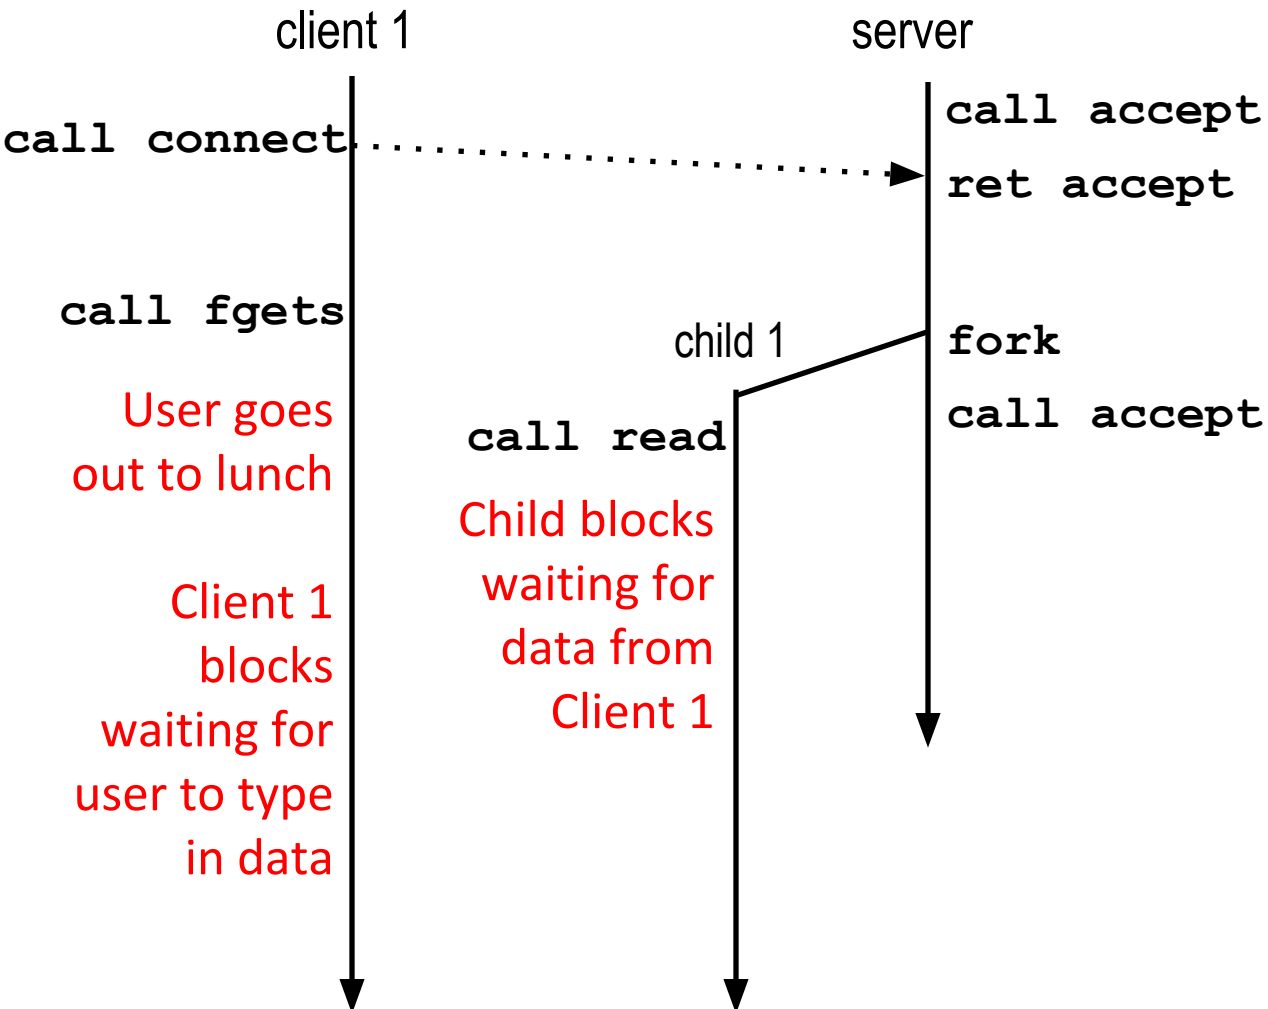 client 1
server
call connect
call accept
ret accept
call fgets
child 1
fork
User goes
out to lunch
call read
call accept
Child blocks
waiting for
data from
Client 1
Client 1
blocks
waiting for
user to type
in data